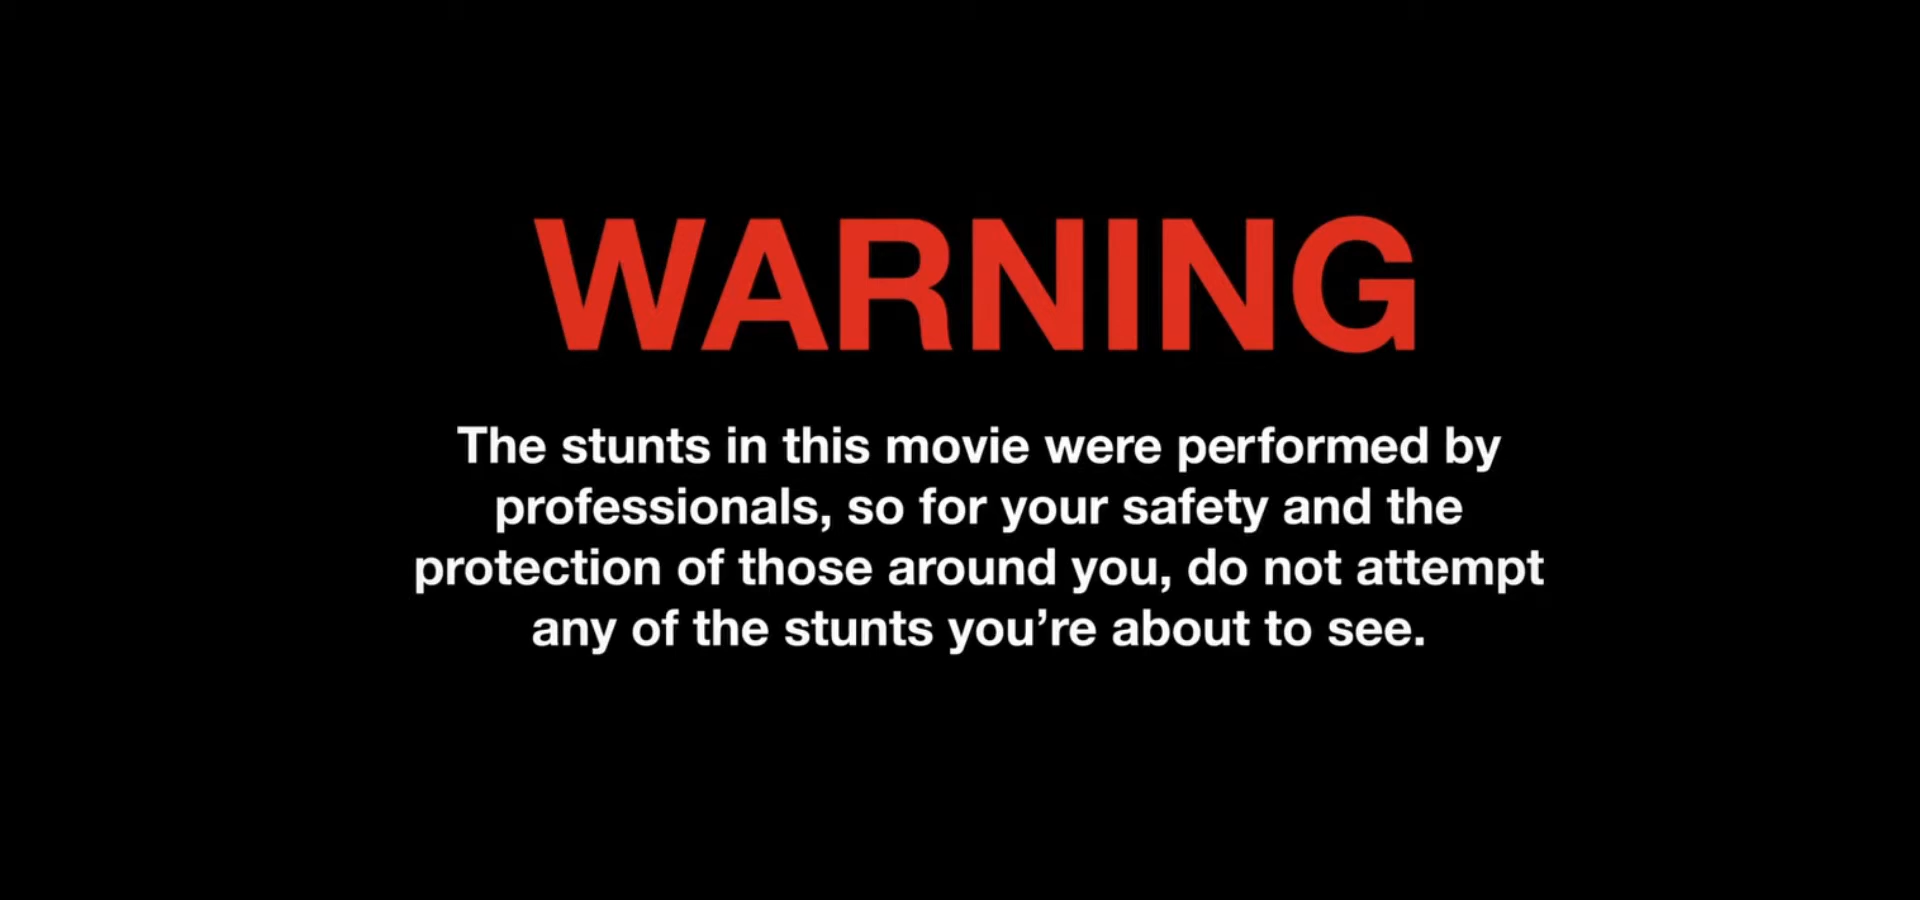 WARNING
The stunts in this movie were performed by
professionals, so for your safety and the
protection of those around you, do not attempt
any of the stunts you’re about to see.